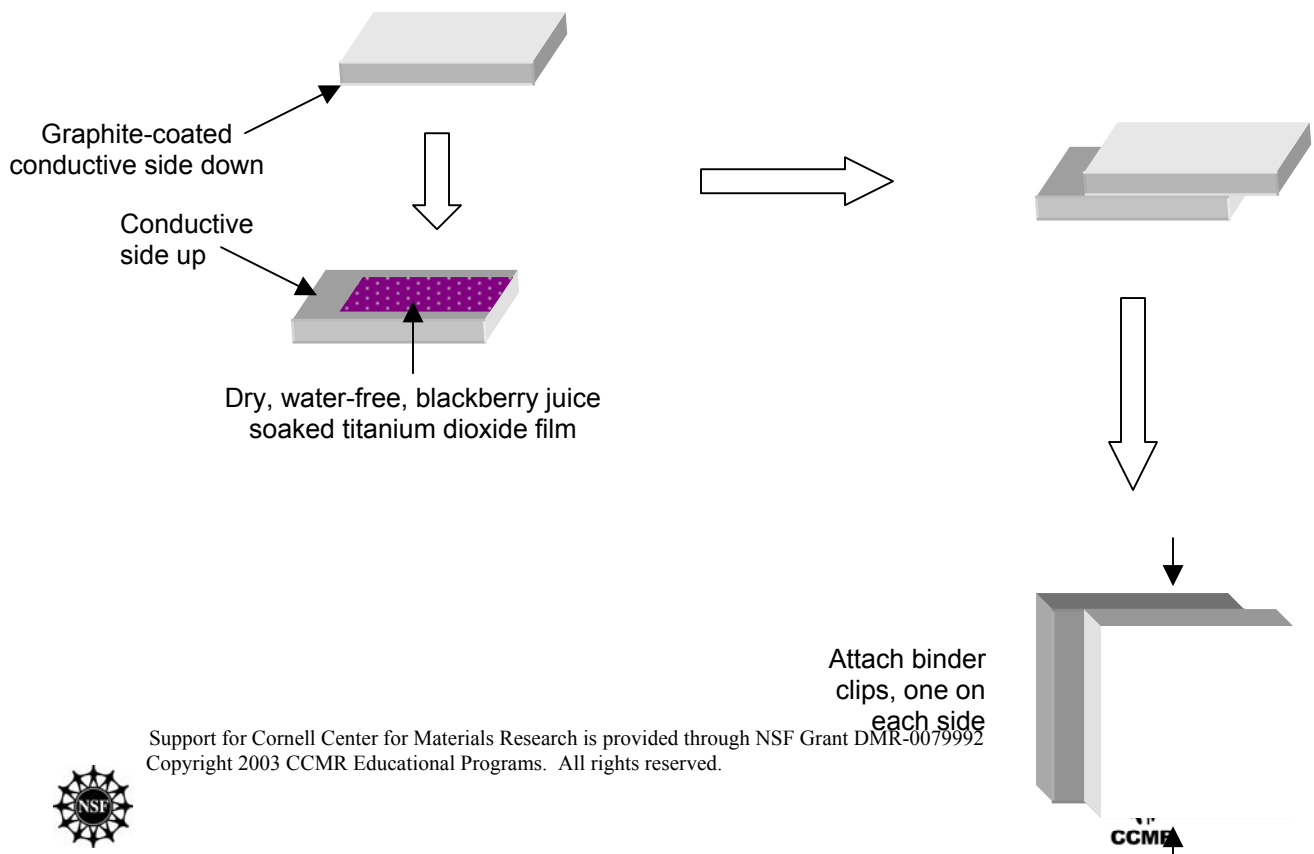 Graphite-coated
conductive side down
Conductive
side up
Dry, water-free, blackberry juice
soaked titanium dioxide film
Attach binder
clips, one on
each side
Support for Cornell Center for Materials Research is provided through NSF Grant DMR-0079992
Copyright 2003 CCMR Educational Programs.  All rights reserved.
NSF
CCMR